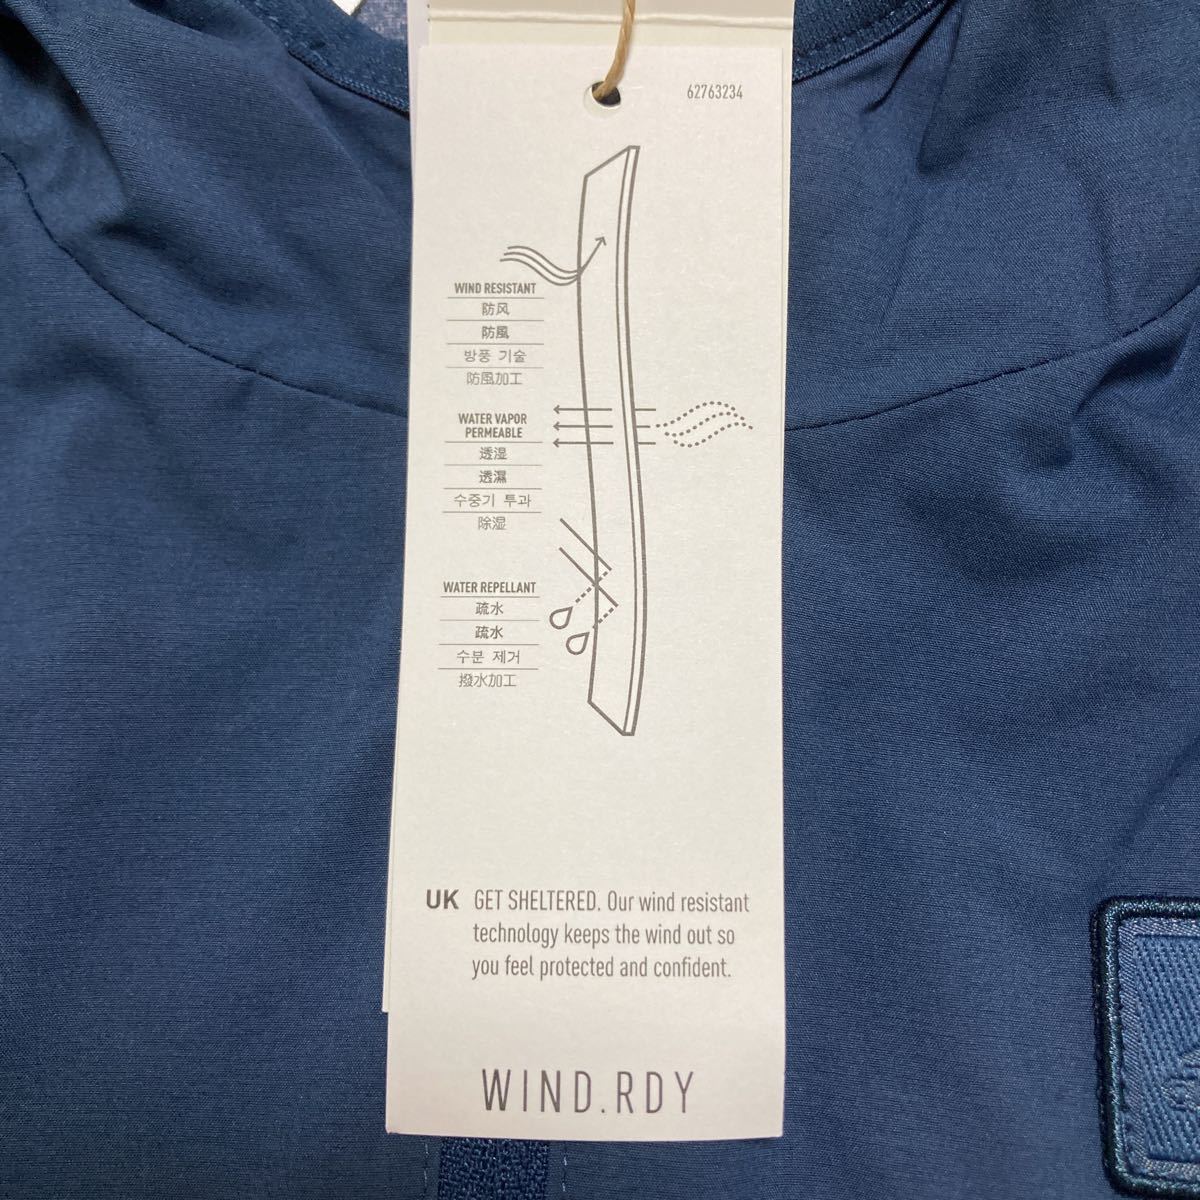 62763234
WIND RESISTANT
防风
防風
방풍 기술
防風加工
WATER VAPOR
PERMEABLE
透湿
透濕
수중기 투과
除湿
WATER REPELLANT
疏水
疏水
수분 제거
撥水加工
UK GET SHELTERED. Our wind resistant
technology keeps the wind out so
you feel protected and confident.
WIND.RDY